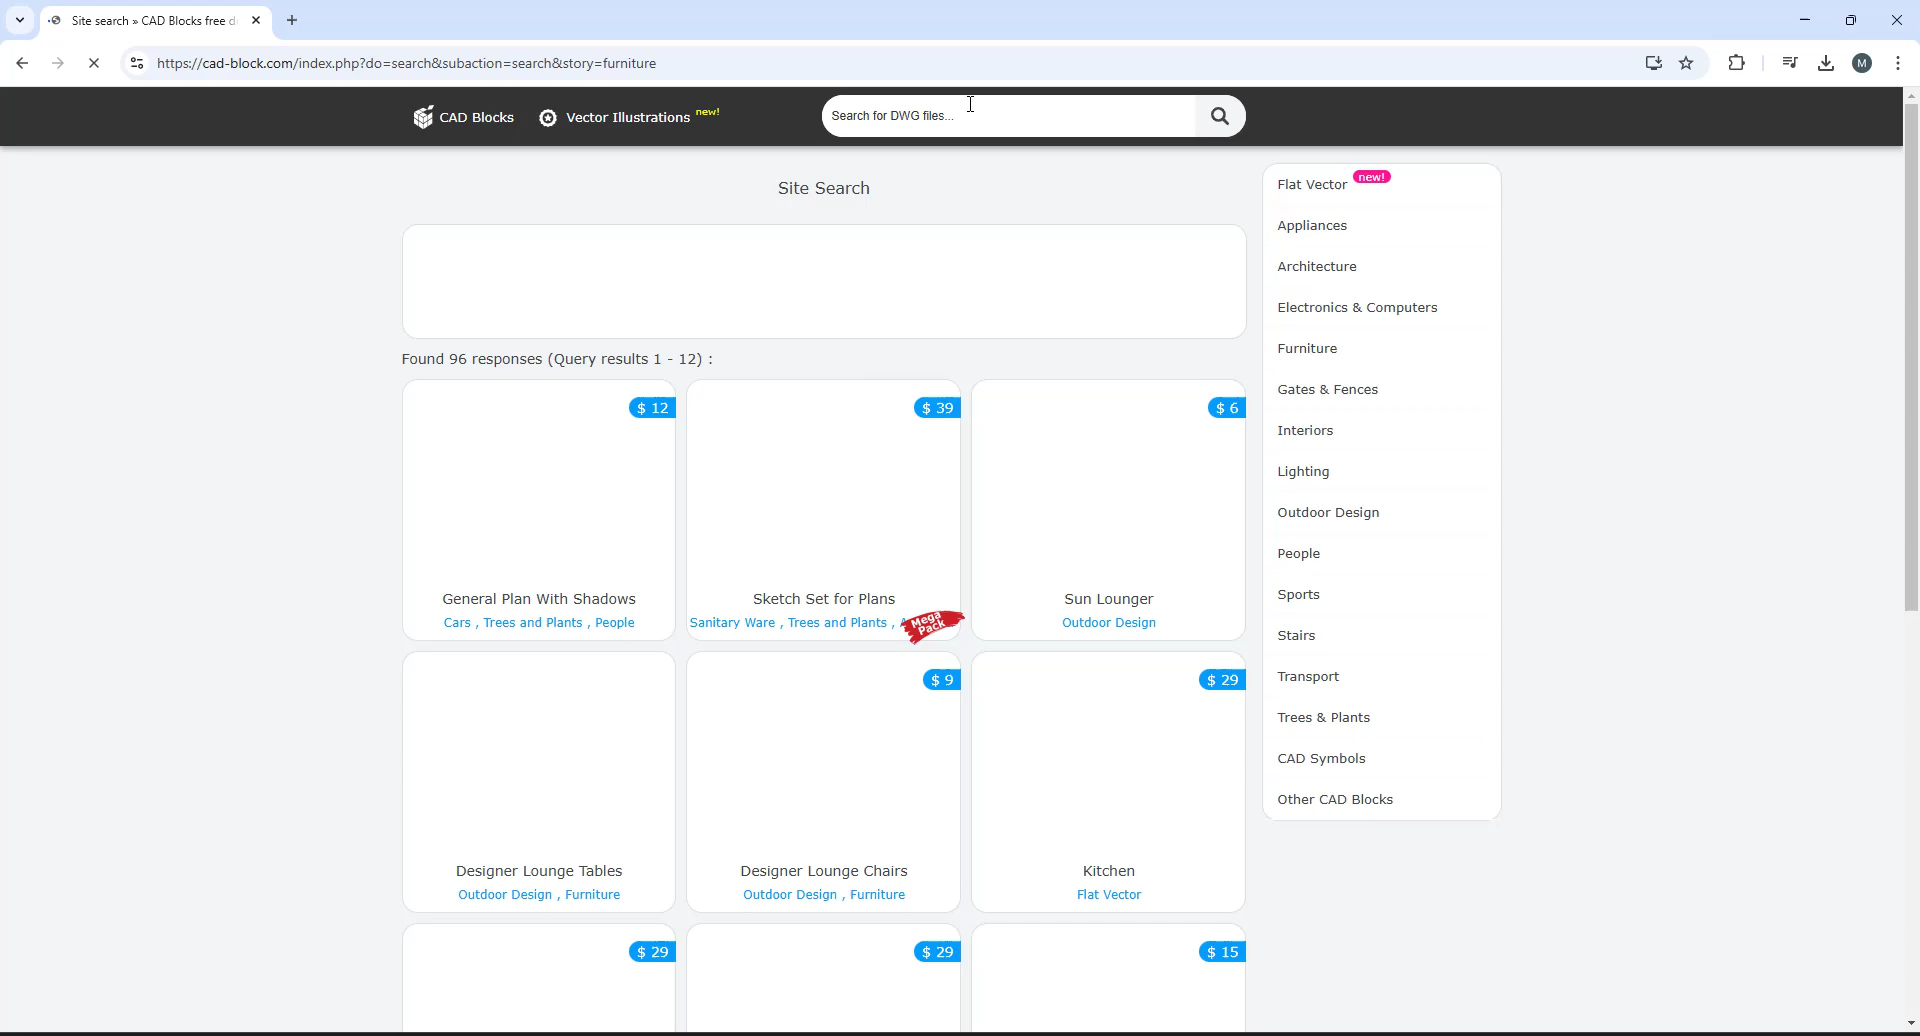 Site search » CAD Blocks free d
https://cad-block.com/index.php?do=search&subaction=search&story=furniture
M
CAD Blocks
Vector Illustrations new!
Search for DWG files...
Site Search
Found 96 responses (Query results 1 - 12) :
$ 12
General Plan With Shadows
Cars , Trees and Plants , People
$ 39
Sketch Set for Plans
Sanitary Ware , Trees and Plants ,
Mega
Pack
$ 6
Sun Lounger
Outdoor Design
Designer Lounge Tables
Outdoor Design , Furniture
$ 9
Designer Lounge Chairs
Outdoor Design , Furniture
$ 29
Kitchen
Flat Vector
$ 29
$ 29
$ 15
Flat Vector new!
Appliances
Architecture
Electronics & Computers
Furniture
Gates & Fences
Interiors
Lighting
Outdoor Design
People
Sports
Stairs
Transport
Trees & Plants
CAD Symbols
Other CAD Blocks